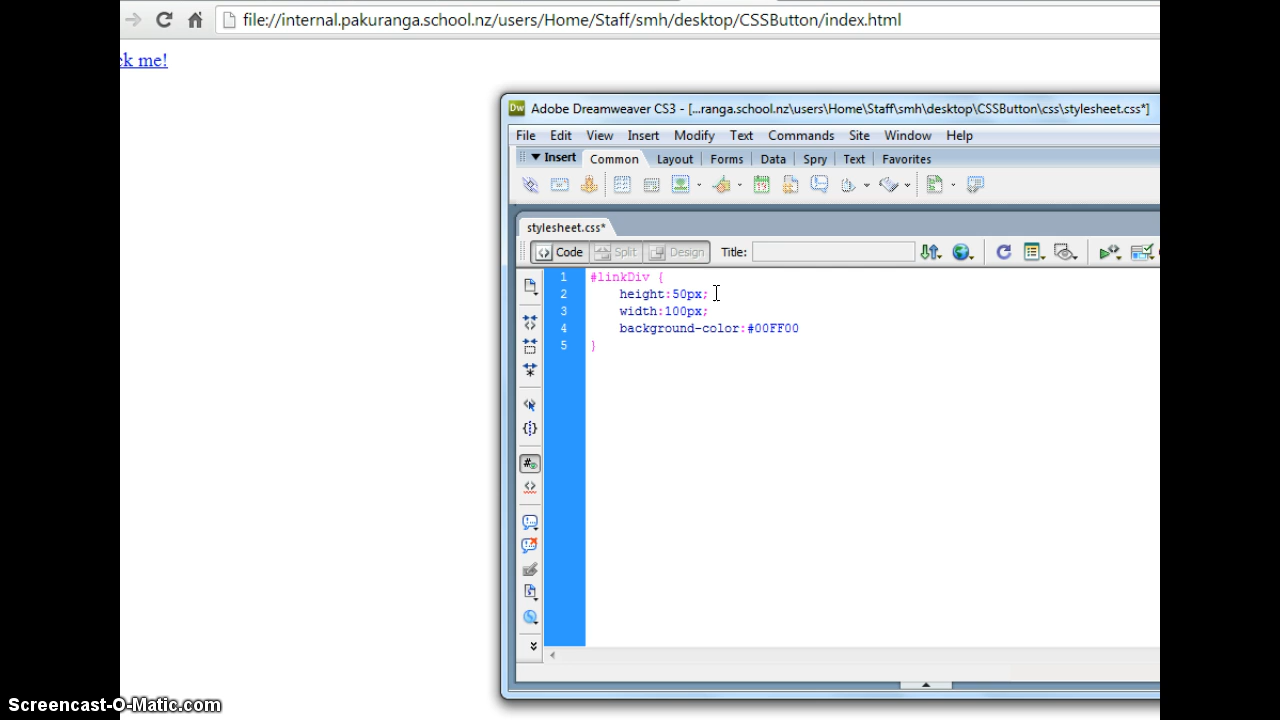 file://internal.pakuranga.school.nz/users/Home/Staff/smh/desktop/CSSButton/index.html
ck me!
Dw Adobe Dreamweaver CS3 - [...ranga.school.nz\users\Home\Staff\smh\desktop\CSSButton\css\stylesheet.css*]
File Edit View Insert Modify Text Commands Site Window Help
▼ Insert Common Layout Forms Data Spry Text Favorites
stylesheet.css*
Code Split Design Title:
1 #linkDiv {
2 height:50px;
3 width:100px;
4 background-color:#00FF00
5 }
Screencast-O-Matic.com